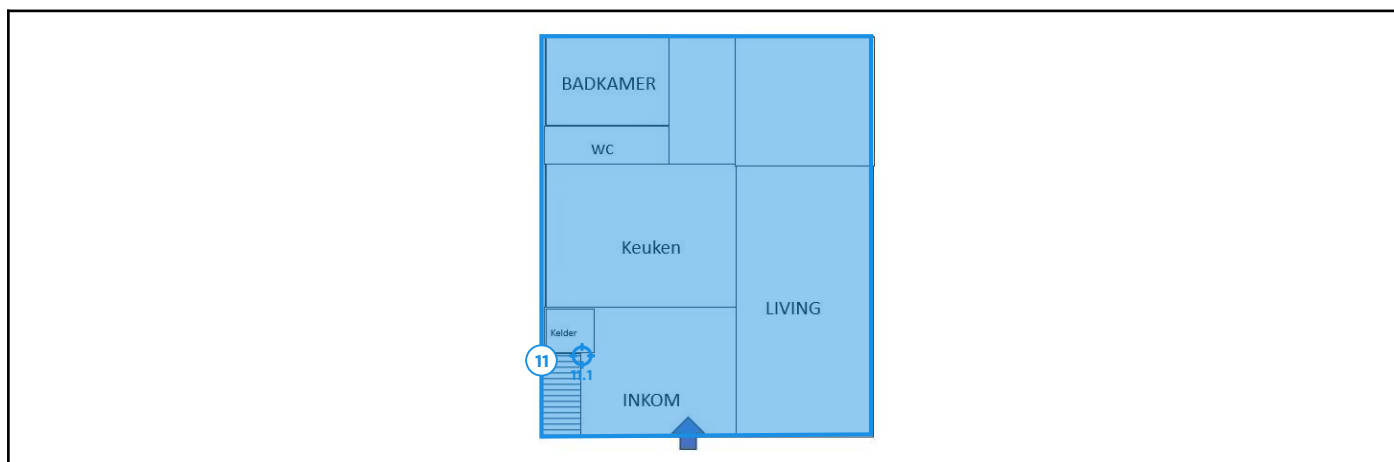 BADKAMER
WC
Keuken
LIVING
Kelder
11
11.1
INKOM